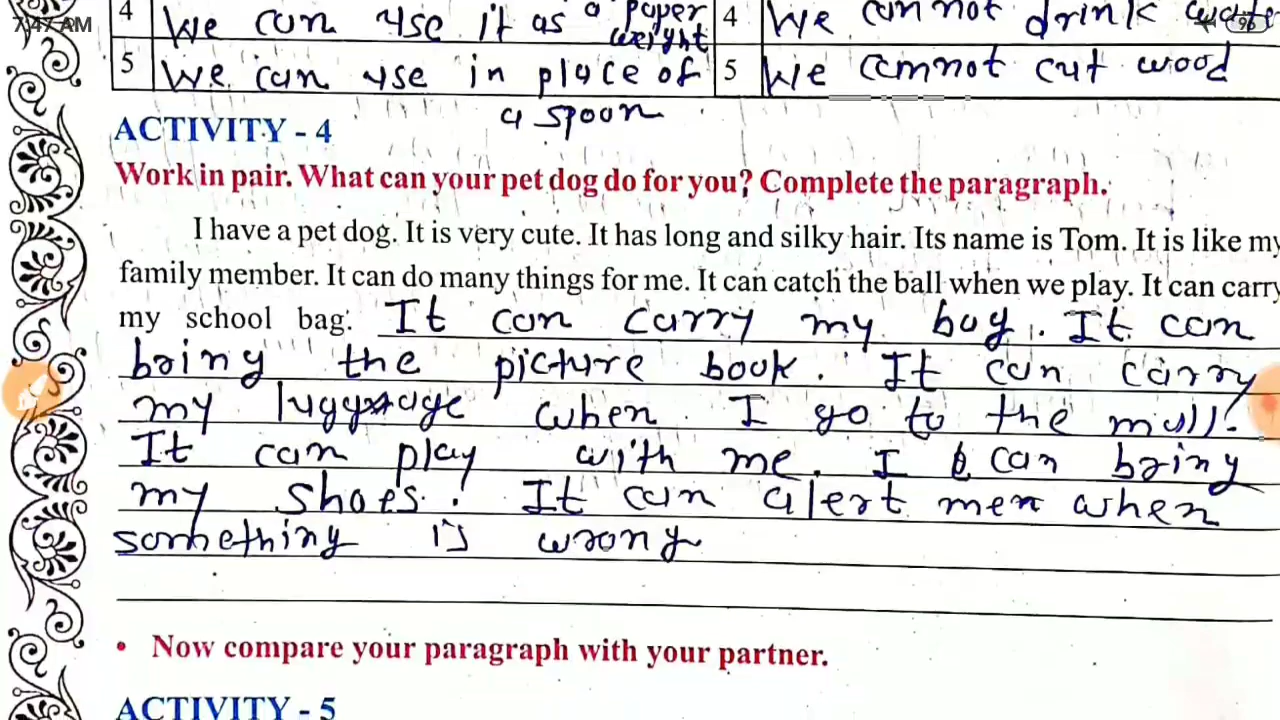 7:47 AM
96
4 We can use it as a paper weight 4 We can not drink
5 We can use in place of a spoon 5 We cannot cut wood
ACTIVITY - 4
Work in pair. What can your pet dog do for you? Complete the paragraph.
I have a pet dog. It is very cute. It has long and silky hair. Its name is Tom. It is like my
family member. It can do many things for me. It can catch the ball when we play. It can carry
my school bag. It can carry my bag. It can
bring the picture book. It can carry
my luggage when I go to the mall.
It can play with me. I can bring
my shoes. It can alert men when
something is wrong
• Now compare your paragraph with your partner.
ACTIVITY - 5